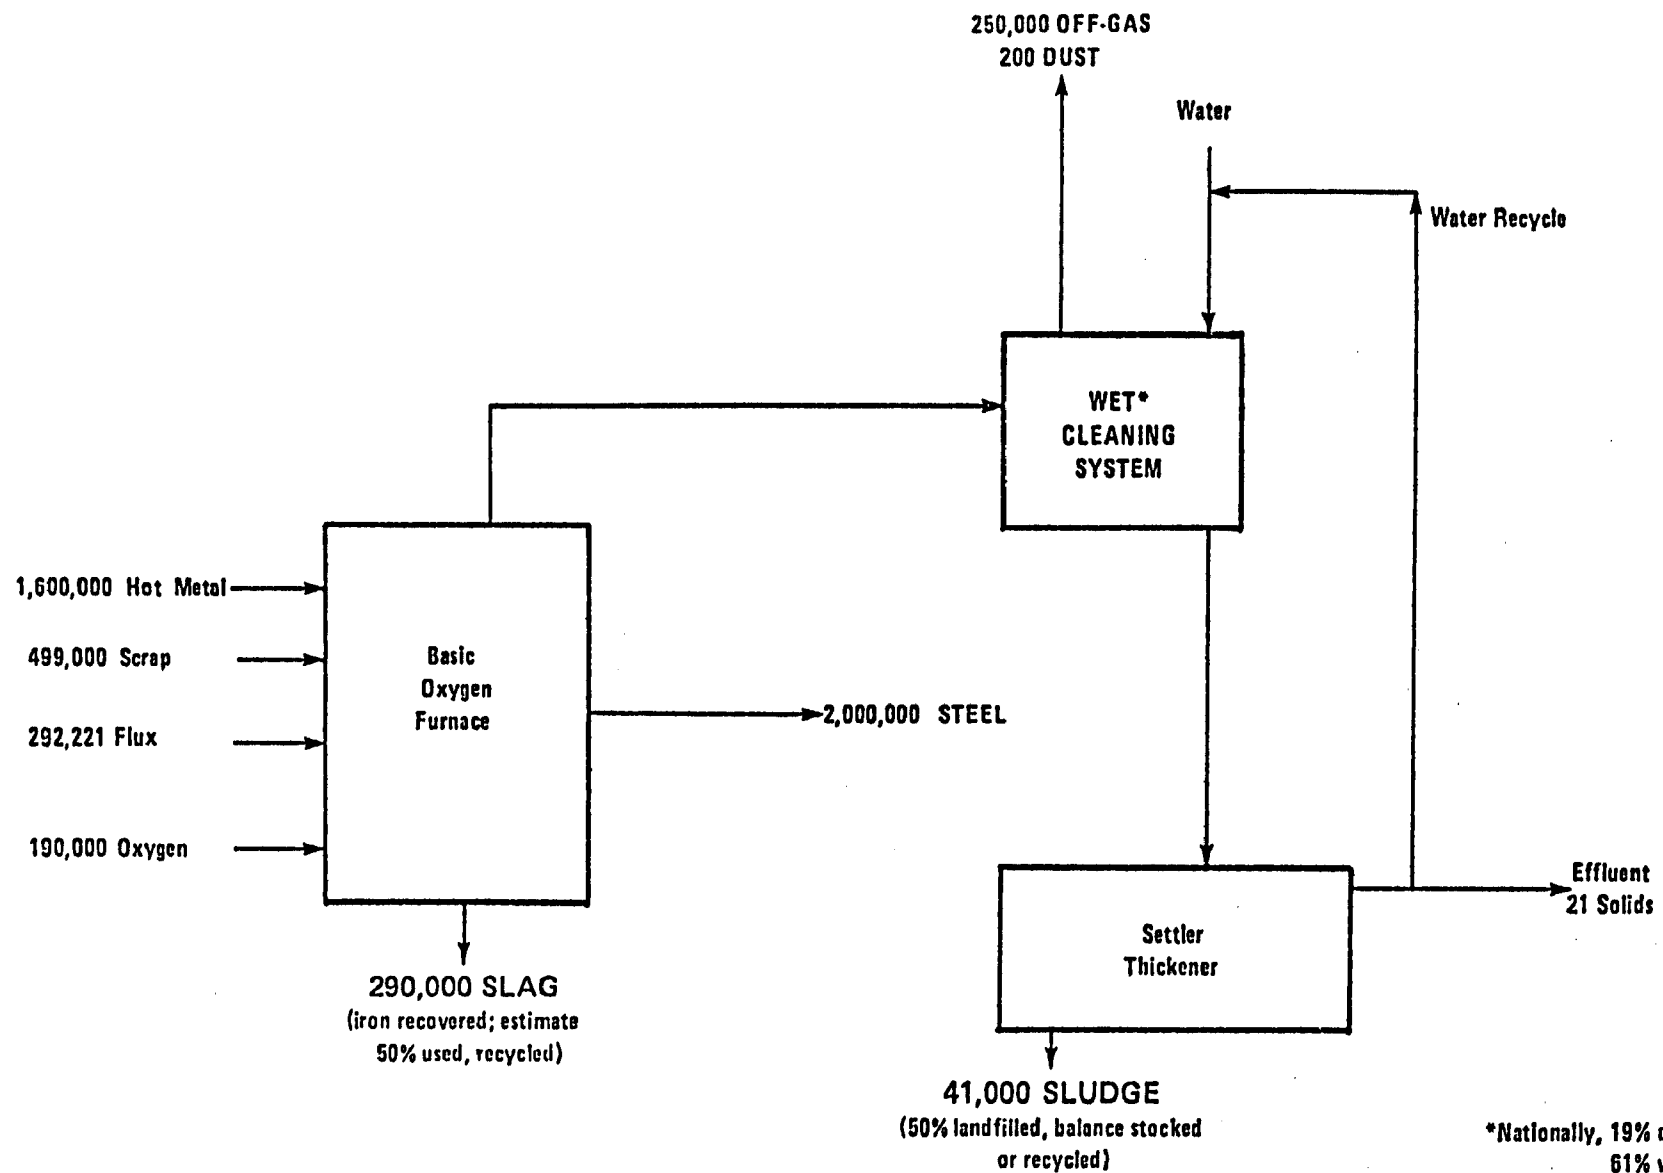 250,000 OFF-GAS
200 DUST
Water
Water Recycle
WET*
CLEANING
SYSTEM
1,600,000 Hot Metal
499,000 Scrap
292,221 Flux
190,000 Oxygen
Basic
Oxygen
Furnace
2,000,000 STEEL
Effluent
21 Solids
Settler
Thickener
290,000 SLAG
(iron recovered; estimate
50% used, recycled)
41,000 SLUDGE
(50% landfilled, balance stocked
or recycled)
*Nationally, 19%
61%